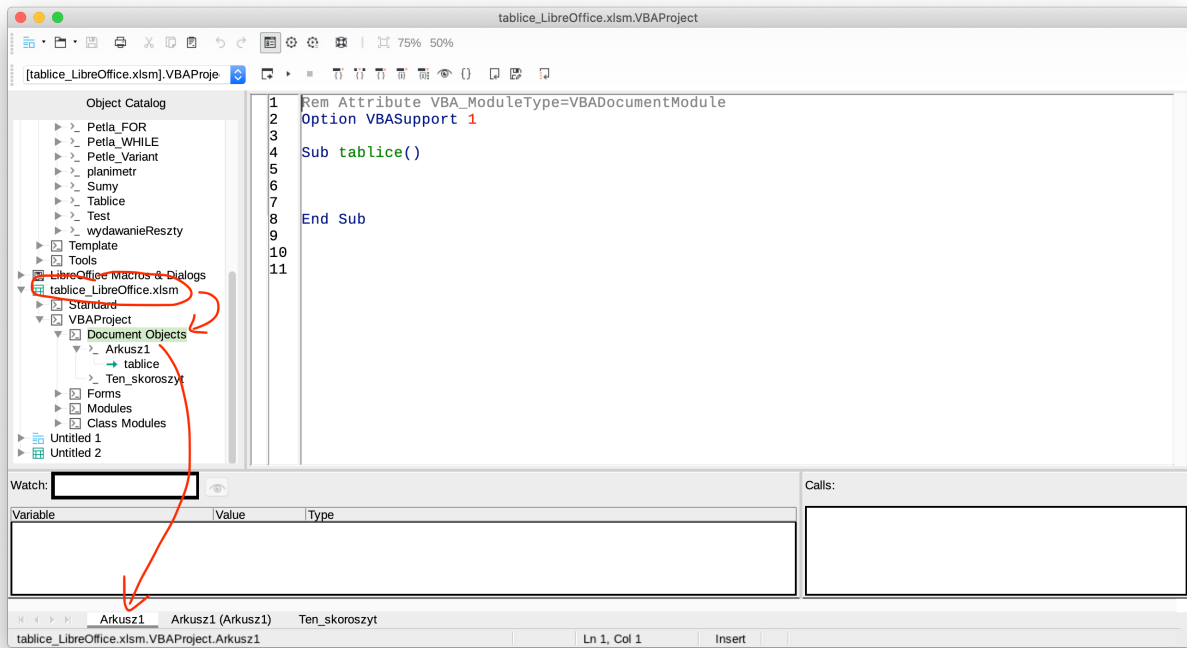 tablice_LibreOffice.xlsm.VBAProject
75% 50%
[tablice_LibreOffice.xlsm].VBAProje
Object Catalog
Petla_FOR
Petla_WHILE
Petle_Variant
planimetr
Sumy
Tablice
Test
wydawanieReszty
Template
Tools
LibreOffice Macros & Dialogs
tablice_LibreOffice.xlsm
Standard
VBAProject
Document Objects
Arkusz1
tablice
Ten_skoroszyt
Forms
Modules
Class Modules
Untitled 1
Untitled 2
1 Rem Attribute VBA_ModuleType=VBADocumentModule
2 Option VBASupport 1
3
4 Sub tablice()
5
6
7
8 End Sub
9
10
11
Watch:
Calls:
Variable Value Type
Arkusz1 Arkusz1 (Arkusz1) Ten_skoroszyt
tablice_LibreOffice.xlsm.VBAProject.Arkusz1 Ln 1, Col 1 Insert